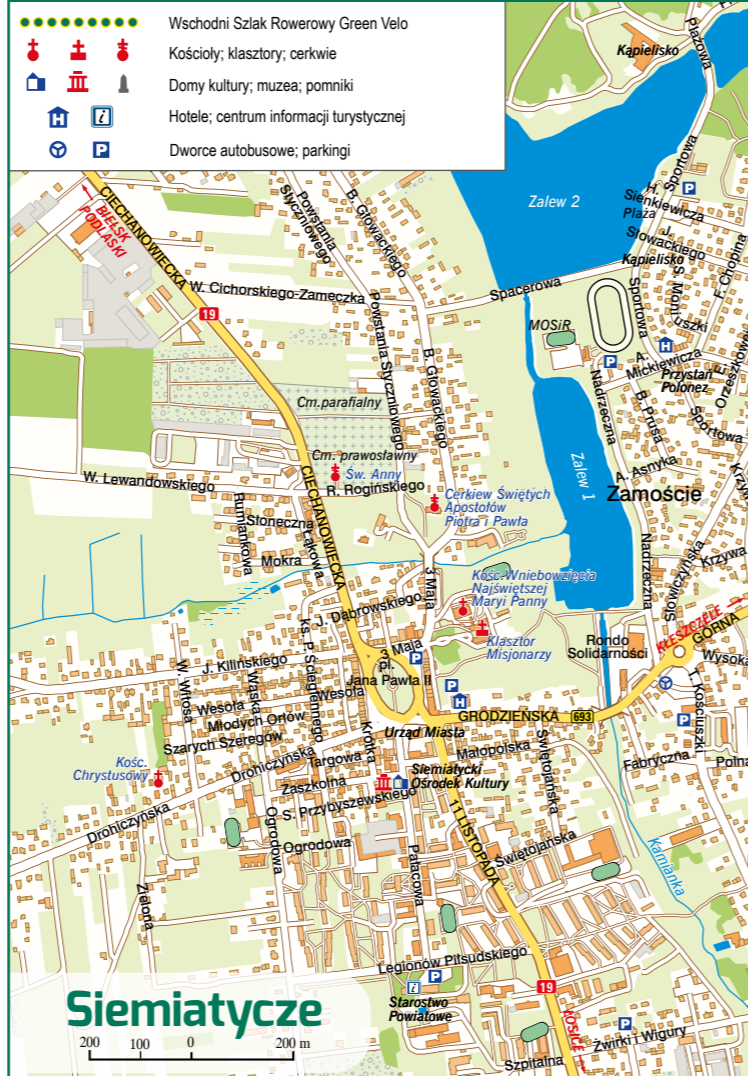 Wschodni Szlak Rowerowy Green Velo
Kościoły; klasztory; cerkwie
Domy kultury; muzea; pomniki
H i
Hotele; centrum informacji turystycznej
P
Dworce autobusowe; parkingi
Kąpielisko
Plażowa
Sportowa
P
H. Sienkiewicza
Plaża
J. Słowackiego
Kąpielisko
Zalew 2
CIECHANOWIECKA
BIELSK
PODLASKI
Powstania
Styczniowego
B. Głowackiego
W. Cichorskiego-Zameczka
19
Spacerowa
MOSiR
Sportowa
S. Moniuszki
F. Chopina
H
Przystań
Polonez
A. Mickiewicza
P
E. Orzeszkowej
Powstania Styczniowego
B. Głowackiego
Nadrzeczna
B. Prusa
Sportowa
Cm. parafialny
Cm. prawosławny
Św. Anny
R. Rogińskiego
W. Lewandowskiego
CIECHANOWIECKA
Zalew 1
A. Asnyka
Zamoście
Cerkiew Świętych
Apostołów
Piotra i Pawła
Rumiankowa
Słoneczna
Łąkowa
Mokra
3 Maja
Nadrzeczna
Słowiczyńska
Krzywa
Kośc. Wniebowzięcia
Najświętszej
Maryi Panny
Klasztor
Misjonarzy
J. Dąbrowskiego
ks. P. Ściegiennego
3 Maja
P
pl.
Jana Pawła II
Rondo
Solidarności
KLESZCZELE
GÓRNA
Wysoka
J. Kilińskiego
W. Witosa
Wąska
Wesoła
Wesoła
Młodych Orłów
Szarych Szeregów
Krótka
P
H
GRODZIEŃSKA
693
T. Kościuszki
P
Urząd Miasta
Małopolska
Świętojańska
Fabryczna
Polna
Kośc.
Chrystusowy
Drohiczyńska
Targowa
Zaszkolna
Siemiatycki
Ośrodek Kultury
S. Przybyszewskiego
Drohiczyńska
Ogrodowa
Ogrodowa
11 LISTOPADA
Świętojańska
Kamianka
Zielona
Pałacowa
Legionów Piłsudskiego
P
i
Starostwo
Powiatowe
19
ŁOSICE
P
Żwirki i Wigury
Szpitalna
Siemiatycze
200 100 0 200 m